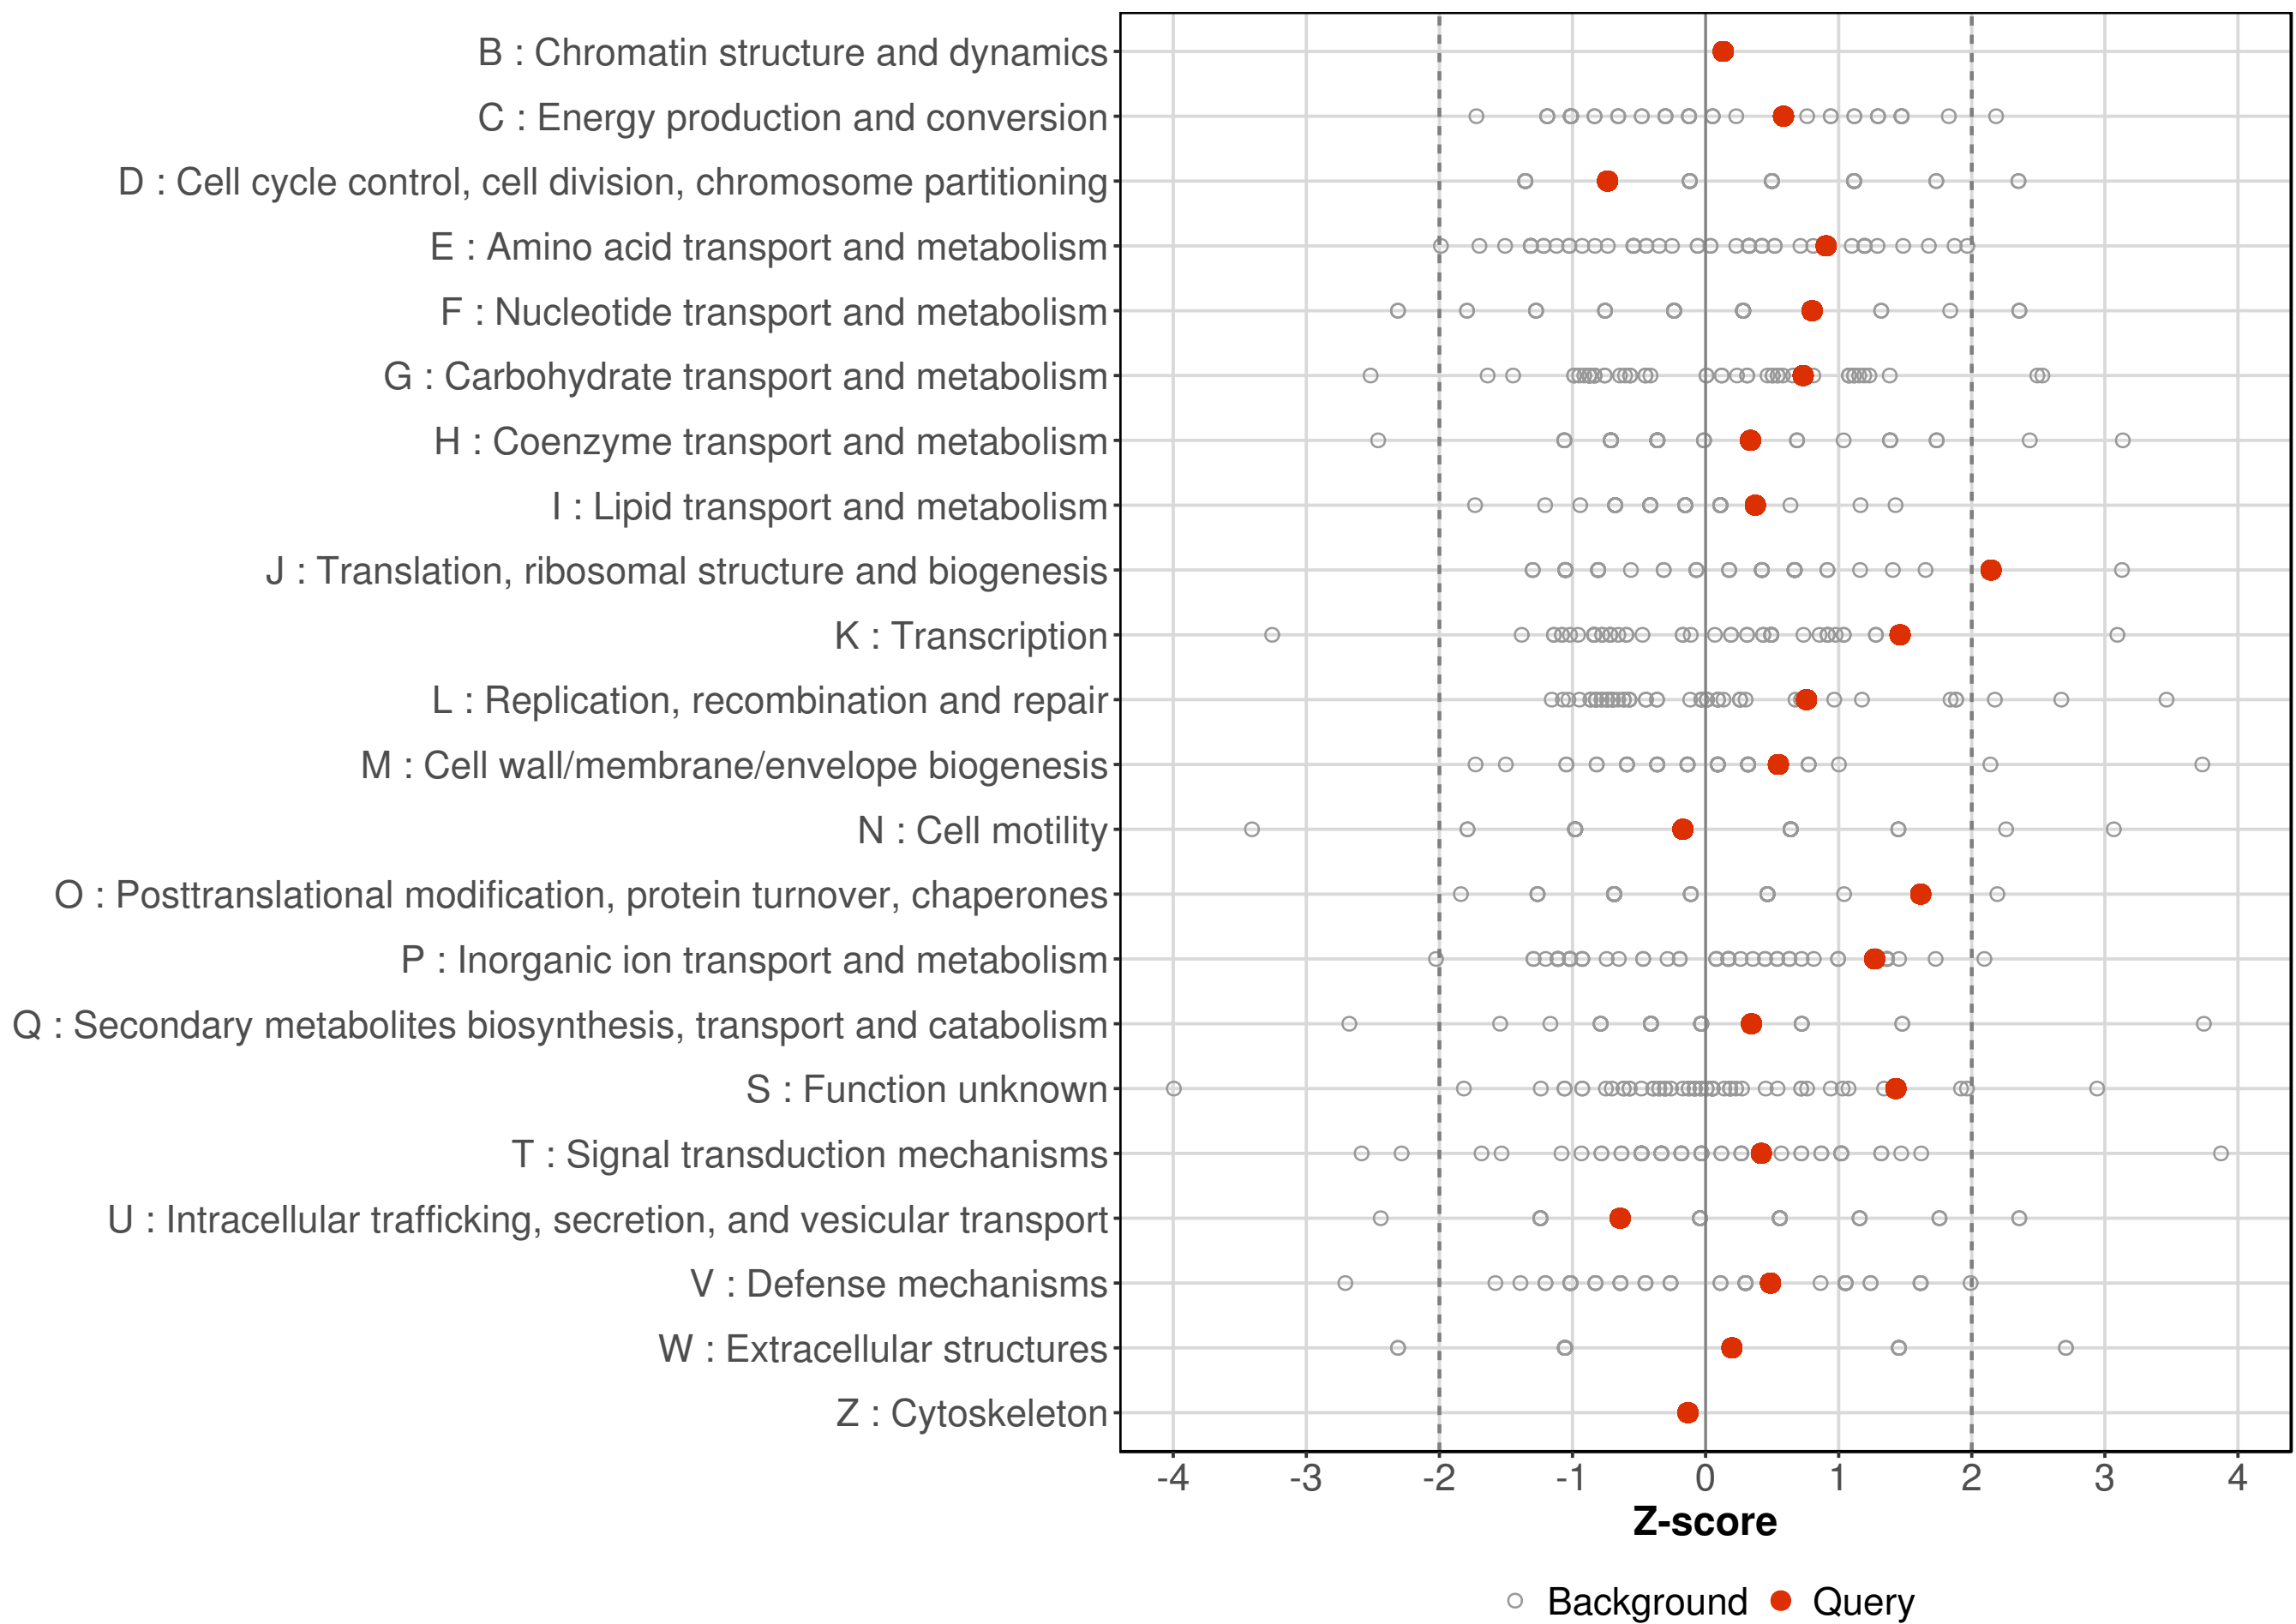 B : Chromatin structure and dynamics
C : Energy production and conversion
D : Cell cycle control, cell division, chromosome partitioning
E : Amino acid transport and metabolism
F : Nucleotide transport and metabolism
G : Carbohydrate transport and metabolism
H : Coenzyme transport and metabolism
I : Lipid transport and metabolism
J : Translation, ribosomal structure and biogenesis
K : Transcription
L : Replication, recombination and repair
M : Cell wall/membrane/envelope biogenesis
N : Cell motility
O : Posttranslational modification, protein turnover, chaperones
P : Inorganic ion transport and metabolism
Q : Secondary metabolites biosynthesis, transport and catabolism
S : Function unknown
T : Signal transduction mechanisms
U : Intracellular trafficking, secretion, and vesicular transport
V : Defense mechanisms
W : Extracellular structures
Z : Cytoskeleton
-4 -3 -2 -1 0 1 2 3 4
Z-score
Background Query